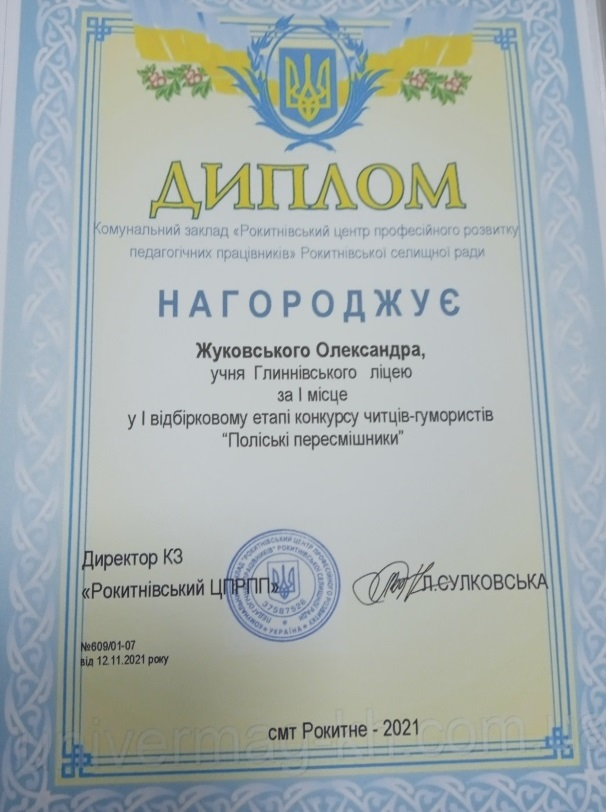 ДИПЛОМ
Комунальний заклад «Рокитнівський центр професійного розвитку
педагогічних працівників» Рокитнівської селищної ради
НАГОРОДЖУЄ
Жуковського Олександра,
учня Глиннівського ліцею
за І місце
у І відбірковому етапі конкурсу читців-гумористів
“Поліські пересмішники”
Директор КЗ
«Рокитнівський ЦПРПП»
Л.СУЛКОВСЬКА
37587526
УКРАЇНА
№609/01-07
від 12.11.2021 року
смт Рокитне - 2021